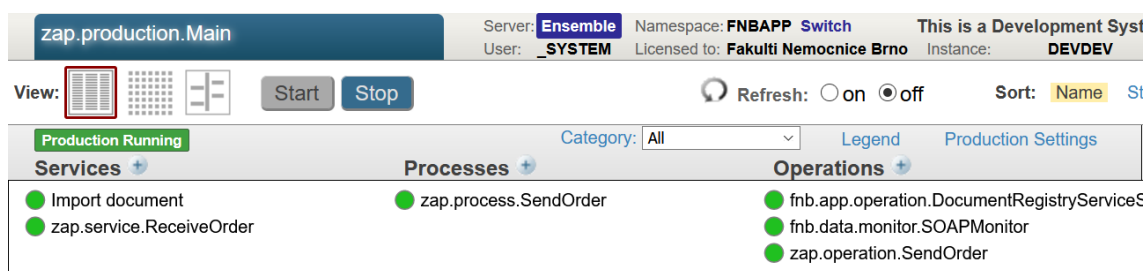 zap.production.Main
Server: Ensemble Namespace: FNBAPP Switch This is a Development Syst
User: _SYSTEM Licensed to: Fakulti Nemocnice Brno Instance: DEVDEV
View: Start Stop Refresh: on off Sort: Name St
Production Running Category: All Legend Production Settings
Services Processes Operations
Import document zap.process.SendOrder fnb.app.operation.DocumentRegistryServiceS
zap.service.ReceiveOrder fnb.data.monitor.SOAPMonitor
zap.operation.SendOrder